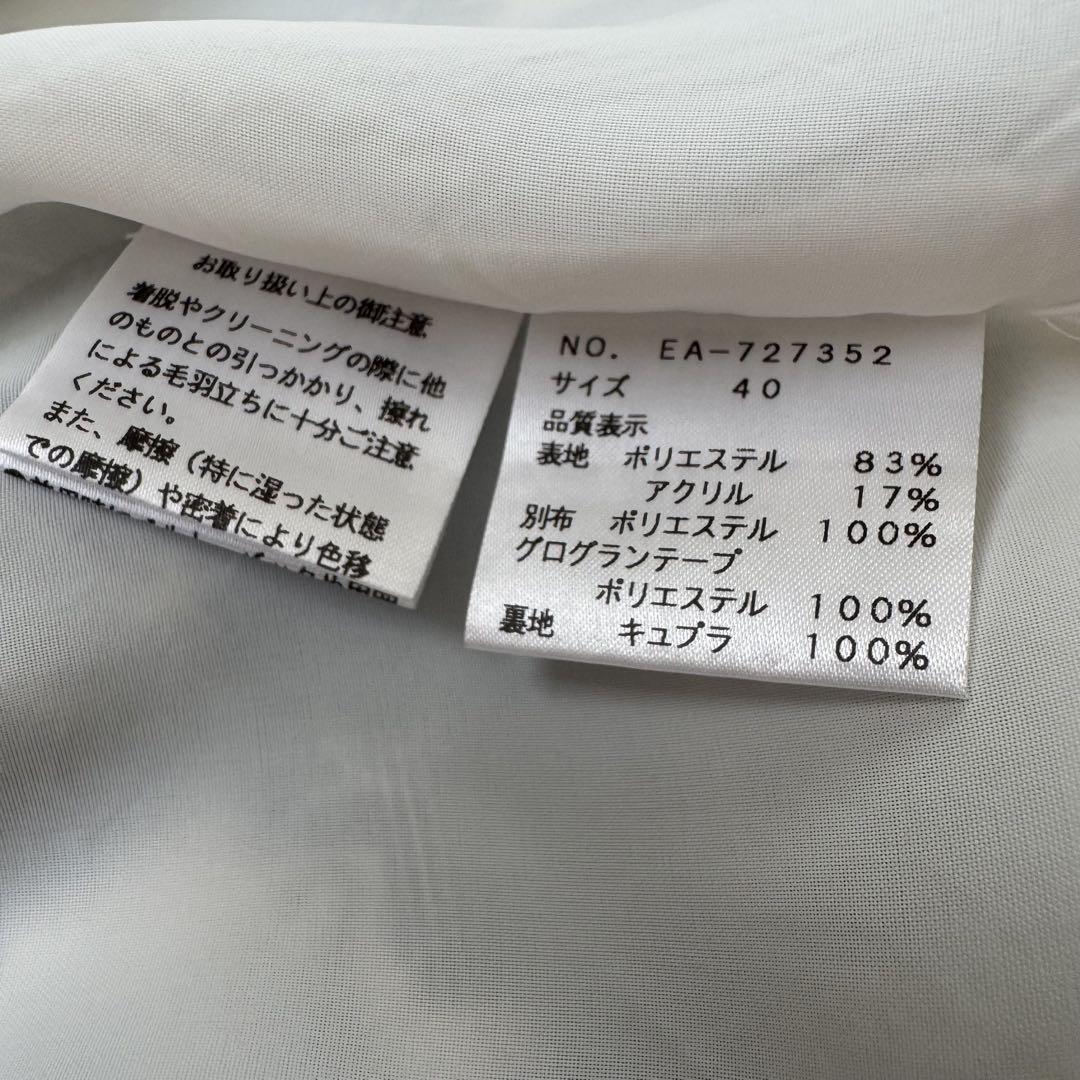 お取り扱い上の御注意
着脱やクリーニングの際に他
のものとの引つかかり、擦れ
による毛羽立ちに十分ご注意
ください。
また、摩擦（特に湿った状態
での摩擦）や密着により色移
NO. EA-727352
サイズ 40
品質表示
表地 ポリエステル 83%
アクリル 17%
別布 ポリエステル 100%
グログランテープ
ポリエステル 100%
裏地 キュプラ 100%